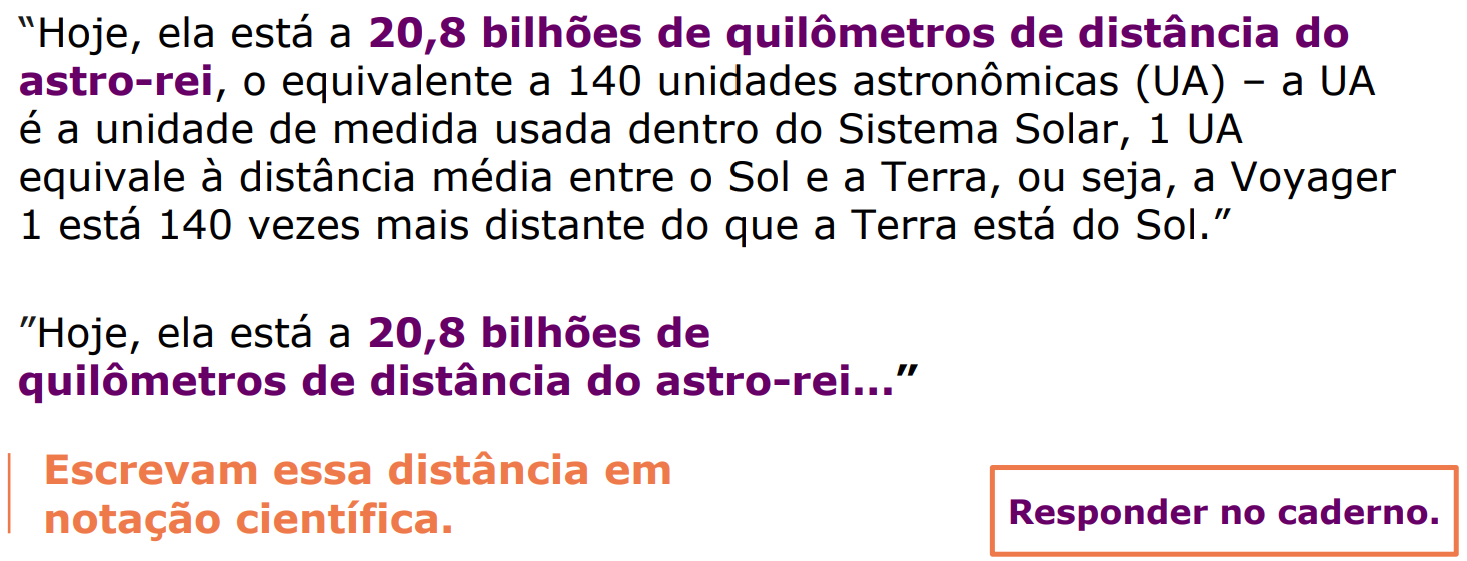 “Hoje, ela está a 20,8 bilhões de quilômetros de distância do
astro-rei, o equivalente a 140 unidades astronômicas (UA) – a UA
é a unidade de medida usada dentro do Sistema Solar, 1 UA
equivale à distância média entre o Sol e a Terra, ou seja, a Voyager
1 está 140 vezes mais distante do que a Terra está do Sol.”
”Hoje, ela está a 20,8 bilhões de
quilômetros de distância do astro-rei...”
Escrevam essa distância em
notação científica.
Responder no caderno.